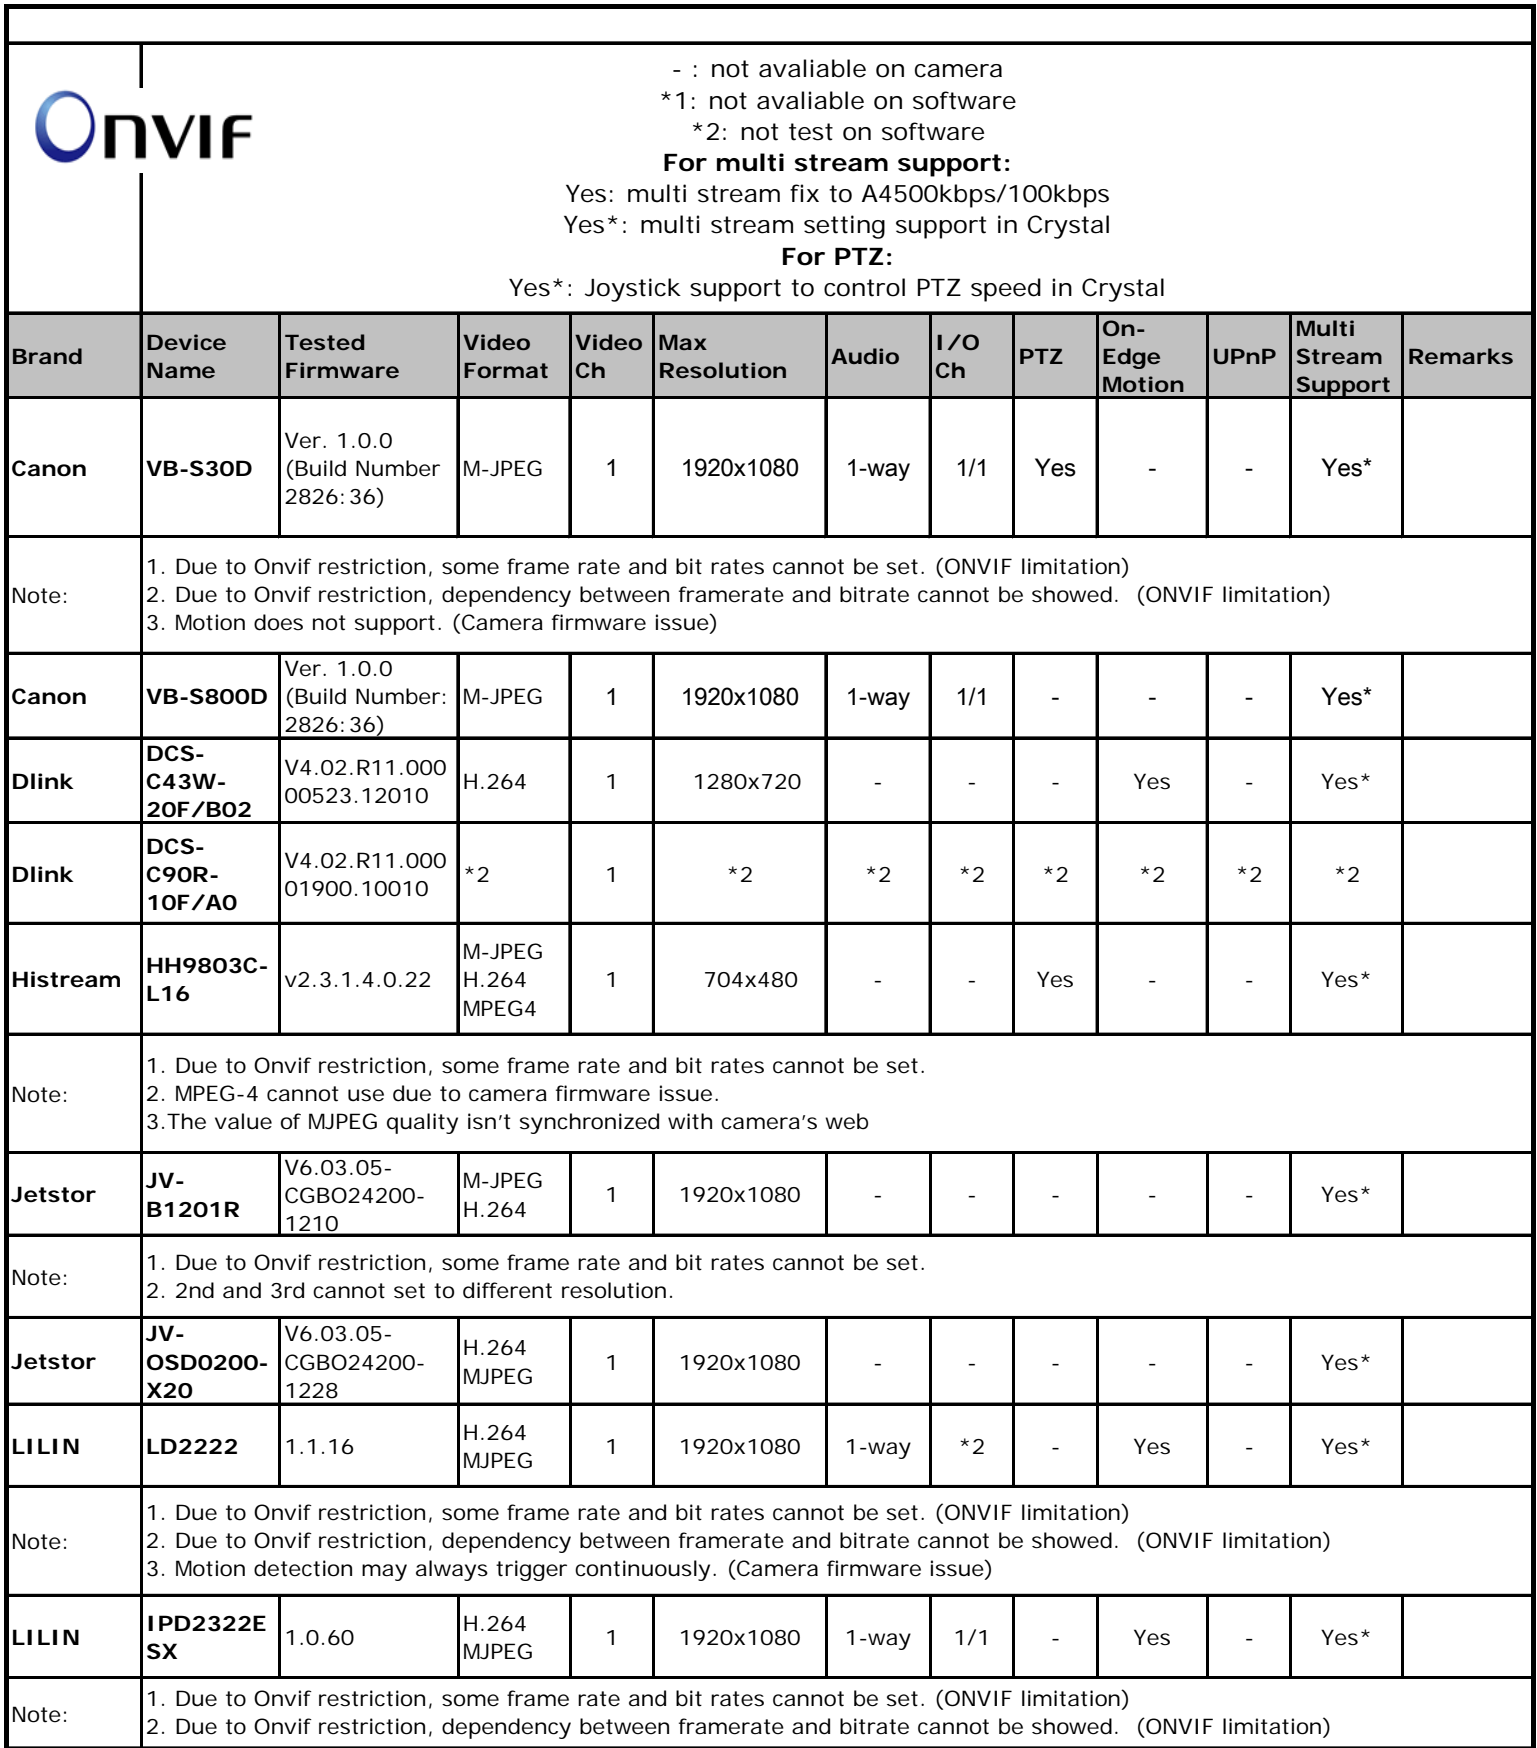 ONVIF
- : not avaliable on camera
*1: not avaliable on software
*2: not test on software
For multi stream support:
Yes: multi stream fix to A4500kbps/100kbps
Yes*: multi stream setting support in Crystal
For PTZ:
Yes*: Joystick support to control PTZ speed in Crystal
Brand Device Name Tested Firmware Video Format Video Ch Max Resolution Audio I/O Ch PTZ On-Edge Motion UPnP Multi Stream Support Remarks
Canon VB-S30D Ver. 1.0.0 (Build Number 2826:36) M-JPEG 1 1920x1080 1-way 1/1 Yes - - Yes*
Note:
1. Due to Onvif restriction, some frame rate and bit rates cannot be set. (ONVIF limitation)
2. Due to Onvif restriction, dependency between framerate and bitrate cannot be showed. (ONVIF limitation)
3. Motion does not support. (Camera firmware issue)
Canon VB-S800D Ver. 1.0.0 (Build Number: 2826:36) M-JPEG 1 1920x1080 1-way 1/1 - - - Yes*
Dlink DCS-C43W-20F/B02 V4.02.R11.00000523.12010 H.264 1 1280x720 - - - Yes - Yes*
Dlink DCS-C90R-10F/A0 V4.02.R11.00001900.10010 *2 1 *2 *2 *2 *2 *2 *2 *2
Histream HH9803C-L16 v2.3.1.4.0.22 M-JPEG H.264 MPEG4 1 704x480 - - Yes - - Yes*
Note:
1. Due to Onvif restriction, some frame rate and bit rates cannot be set.
2. MPEG-4 cannot use due to camera firmware issue.
3.The value of MJPEG quality isn't synchronized with camera's web
Jetstor JV-B1201R V6.03.05-CGBO24200-1210 M-JPEG H.264 1 1920x1080 - - - - - Yes*
Note:
1. Due to Onvif restriction, some frame rate and bit rates cannot be set.
2. 2nd and 3rd cannot set to different resolution.
Jetstor JV-OSD0200-X20 V6.03.05-CGBO24200-1228 H.264 MJPEG 1 1920x1080 - - - - - Yes*
LILIN LD2222 1.1.16 H.264 MJPEG 1 1920x1080 1-way *2 - Yes - Yes*
Note:
1. Due to Onvif restriction, some frame rate and bit rates cannot be set. (ONVIF limitation)
2. Due to Onvif restriction, dependency between framerate and bitrate cannot be showed. (ONVIF limitation)
3. Motion detection may always trigger continuously. (Camera firmware issue)
LILIN IPD2322ESX 1.0.60 H.264 MJPEG 1 1920x1080 1-way 1/1 - Yes - Yes*
Note:
1. Due to Onvif restriction, some frame rate and bit rates cannot be set. (ONVIF limitation)
2. Due to Onvif restriction, dependency between framerate and bitrate cannot be showed. (ONVIF limitation)